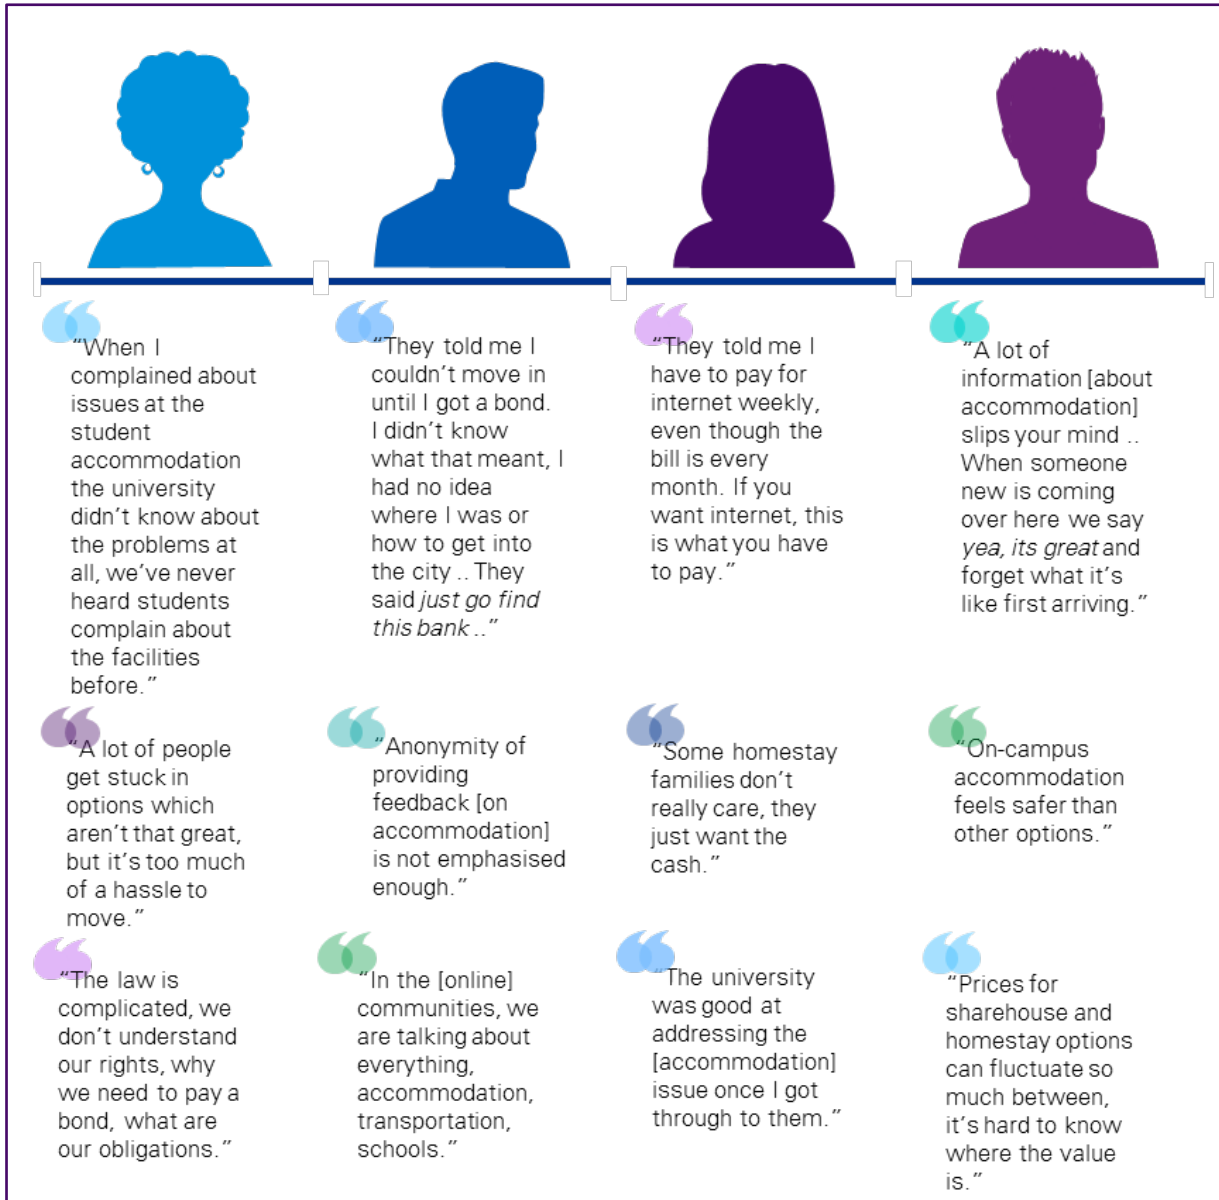 “When I
complained about
issues at the
student
accommodation
the university
didn’t know about
the problems at
all, we’ve never
heard students
complain about
the facilities
before.”
“They told me I
couldn’t move in
until I got a bond.
I didn’t know
what that meant, I
had no idea
where I was or
how to get into
the city .. They
said just go find
this bank ..”
“They told me I
have to pay for
internet weekly,
even though the
bill is every
month. If you
want internet, this
is what you have
to pay.”
“A lot of
information [about
accommodation]
slips your mind ..
When someone
new is coming
over here we say
yea, its great and
forget what it’s
like first arriving.”
“A lot of people
get stuck in
options which
aren’t that great,
but it’s too much
of a hassle to
move.”
“Anonymity of
providing
feedback [on
accommodation]
is not emphasised
enough.”
“Some homestay
families don’t
really care, they
just want the
cash.”
“On-campus
accommodation
feels safer than
other options.”
“The law is
complicated, we
don’t understand
our rights, why
we need to pay a
bond, what are
our obligations.”
“In the [online]
communities, we
are talking about
everything,
accommodation,
transportation,
schools.”
“The university
was good at
addressing the
[accommodation]
issue once I got
through to them.”
“Prices for
sharehouse and
homestay options
can fluctuate so
much between,
it’s hard to know
where the value
is.”